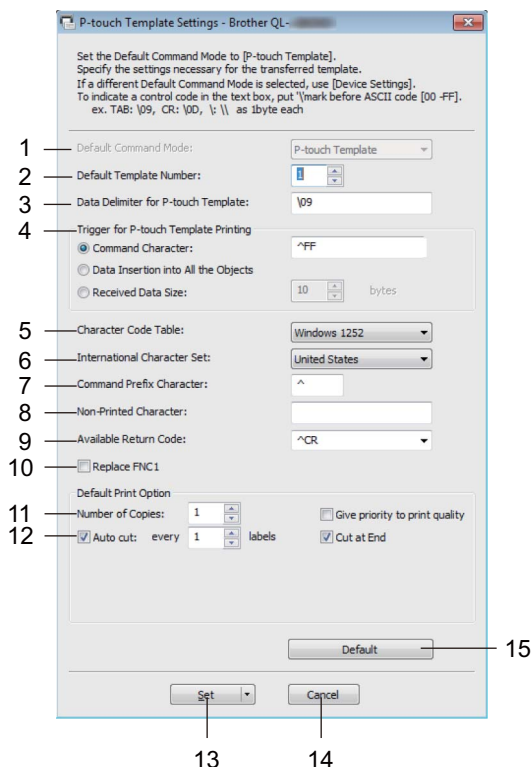 P-touch Template Settings - Brother QL-
Set the Default Command Mode to [P-touch Template].
Specify the settings necessary for the transferred template.
If a different Default Command Mode is selected, use [Device Settings].
To indicate a control code in the text box, put '\'mark before ASCII code [00 -FF].
ex. TAB: \09, CR: \0D, \: \\ as 1byte each
1 Default Command Mode: P-touch Template
2 Default Template Number: 1
3 Data Delimiter for P-touch Template: \09
4 Trigger for P-touch Template Printing
Command Character: ^FF
Data Insertion into All the Objects
Received Data Size: 10 bytes
5 Character Code Table: Windows 1252
6 International Character Set: United States
7 Command Prefix Character: ^
8 Non-Printed Character:
9 Available Return Code: ^CR
10 Replace FNC1
Default Print Option
11 Number of Copies: 1 Give priority to print quality
12 Auto cut: every 1 labels Cut at End
Default 15
Set Cancel
13 14